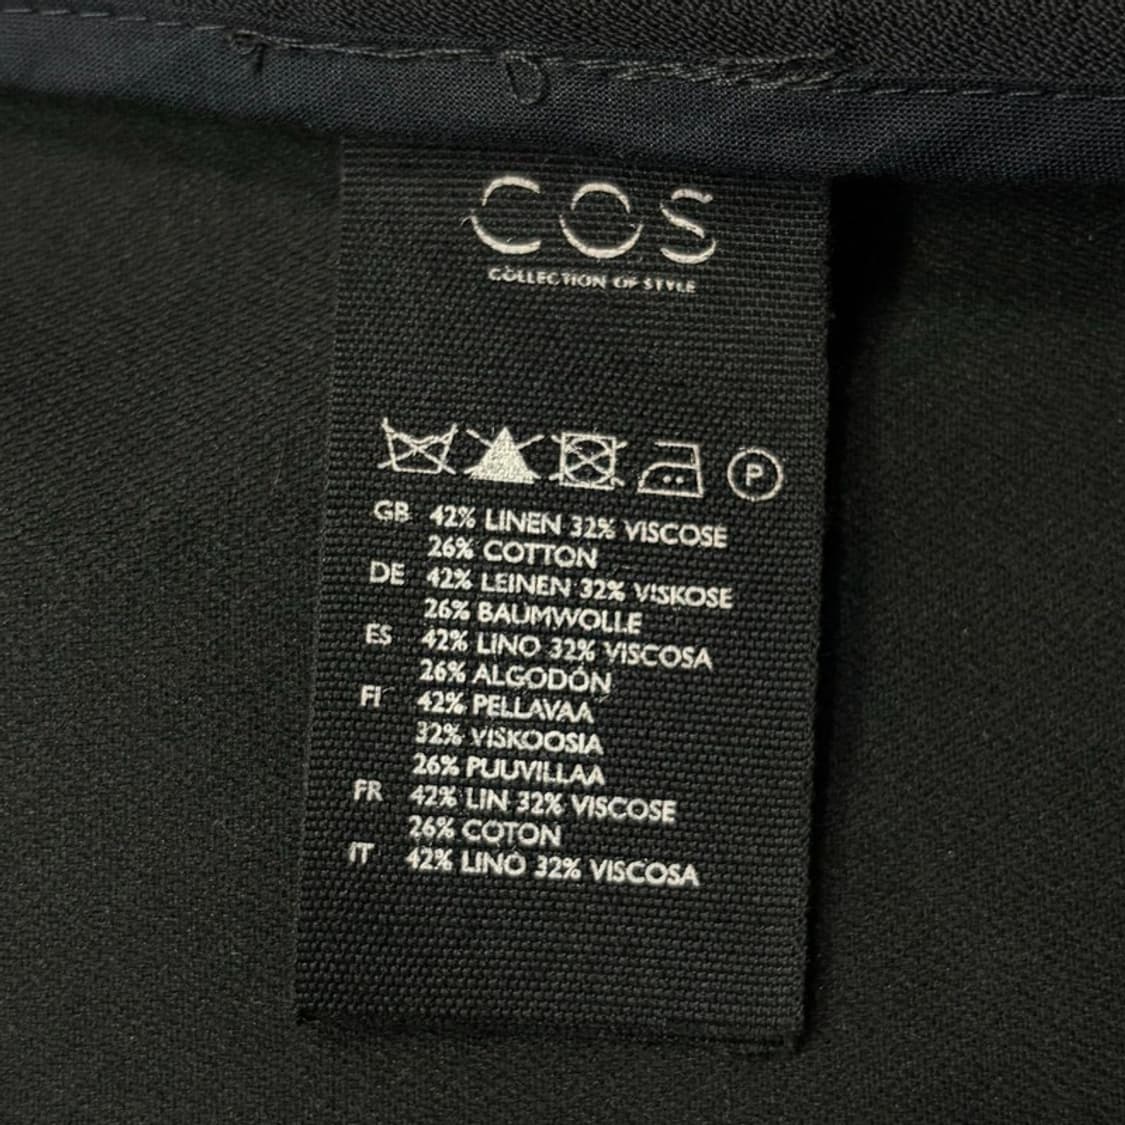 COS
COLLECTION OF STYLE
P
GB 42% LINEN 32% VISCOSE
26% COTTON
DE 42% LEINEN 32% VISKOSE
26% BAUMWOLLE
ES 42% LINO 32% VISCOSA
26% ALGODÓN
FI 42% PELLAVAA
32% VISKOOSIA
26% PUUVILLAA
FR 42% LIN 32% VISCOSE
26% COTON
IT 42% LINO 32% VISCOSA